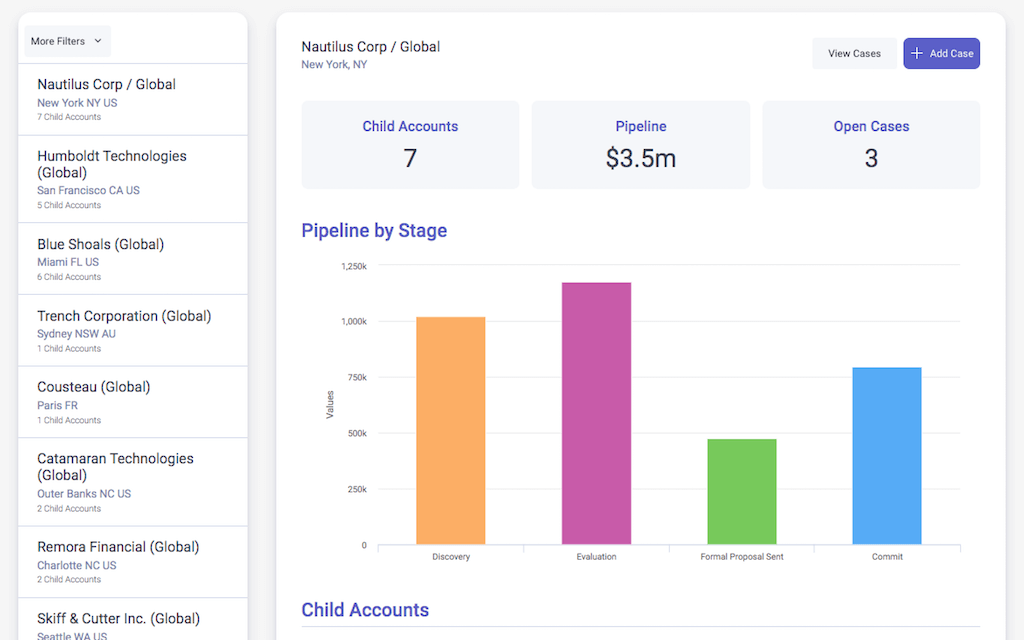 More Filters
Nautilus Corp / Global
New York NY US
7 Child Accounts
Humboldt Technologies
(Global)
San Francisco CA US
5 Child Accounts
Blue Shoals (Global)
Miami FL US
6 Child Accounts
Trench Corporation (Global)
Sydney NSW AU
1 Child Accounts
Cousteau (Global)
Paris FR
1 Child Accounts
Catamaran Technologies
(Global)
Outer Banks NC US
2 Child Accounts
Remora Financial (Global)
Charlotte NC US
2 Child Accounts
Skiff & Cutter Inc. (Global)
Seattle WA US
Nautilus Corp / Global
New York, NY
View Cases
Add Case
Child Accounts
7
Pipeline
$3.5m
Open Cases
3
Pipeline by Stage
1,250k
1,000k
750k
500k
250k
0
Values
Discovery
Evaluation
Formal Proposal Sent
Commit
Child Accounts